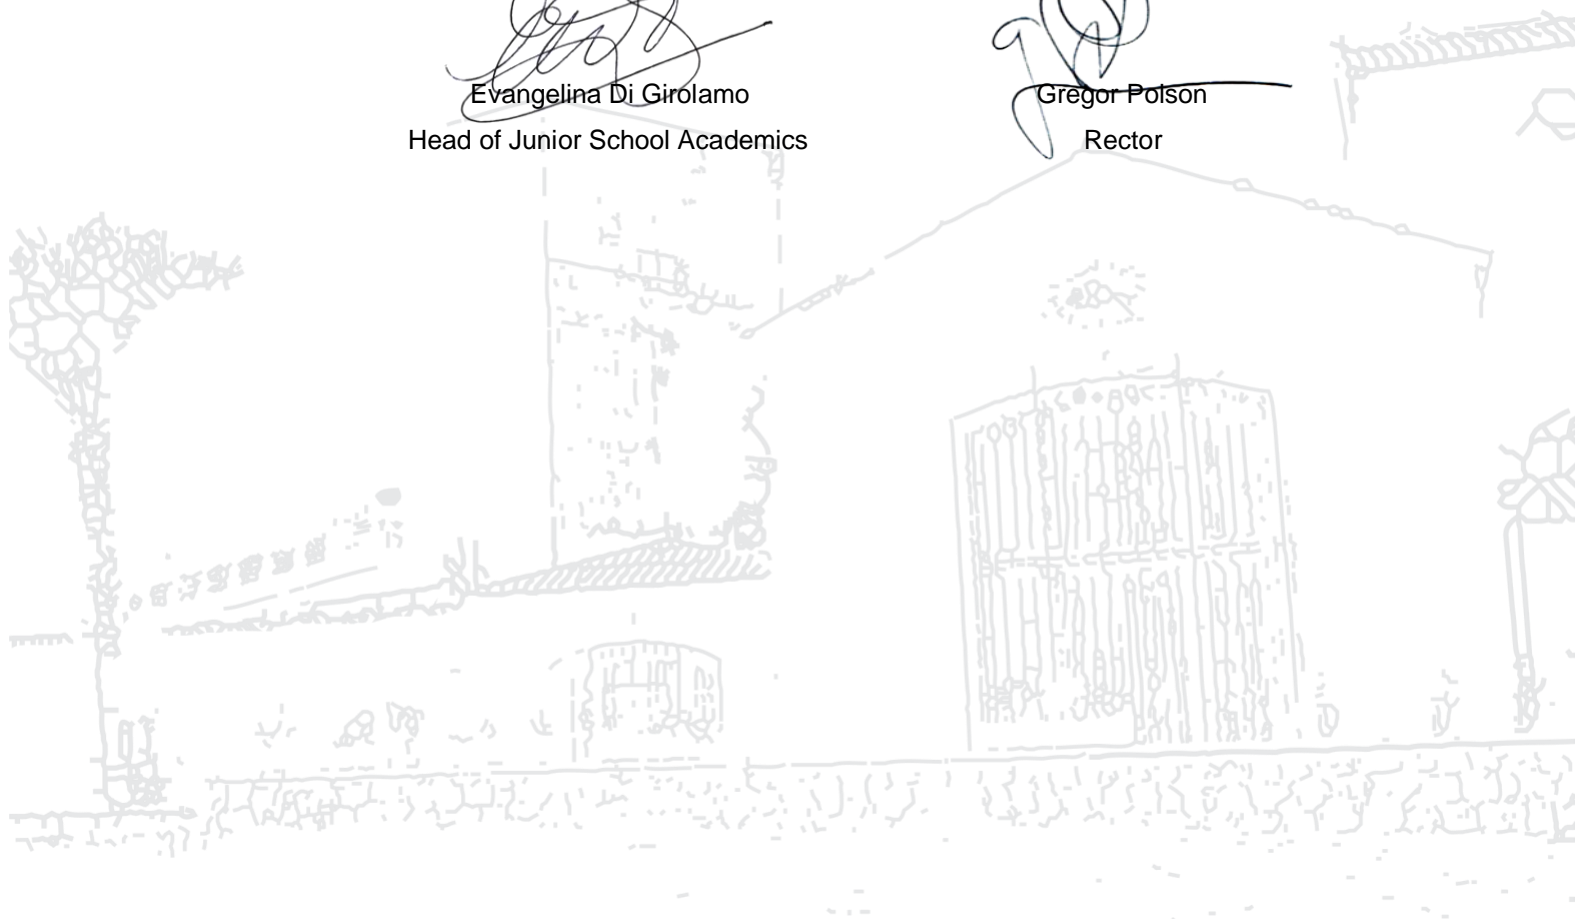 Evangelina Di Girolamo
Head of Junior School Academics
Gregor Polson
Rector